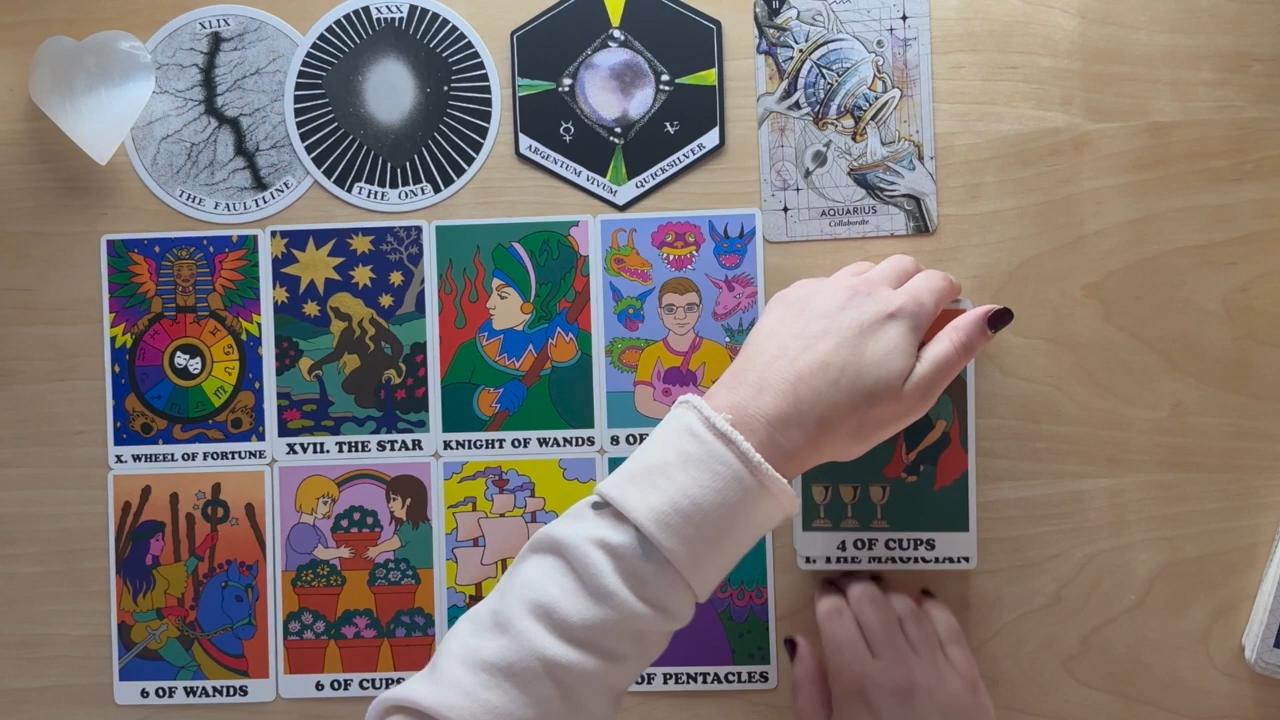 XLIX
THE FAULTLINE
XXX
THE ONE
ARGENTUM VIVUM
QUICKSILVER
II
AQUARIUS
Collaborate
X. WHEEL OF FORTUNE
XVII. THE STAR
KNIGHT OF WANDS
8 OF
6 OF WANDS
6 OF CUPS
OF PENTACLES
4 OF CUPS
I. THE MAGICIAN